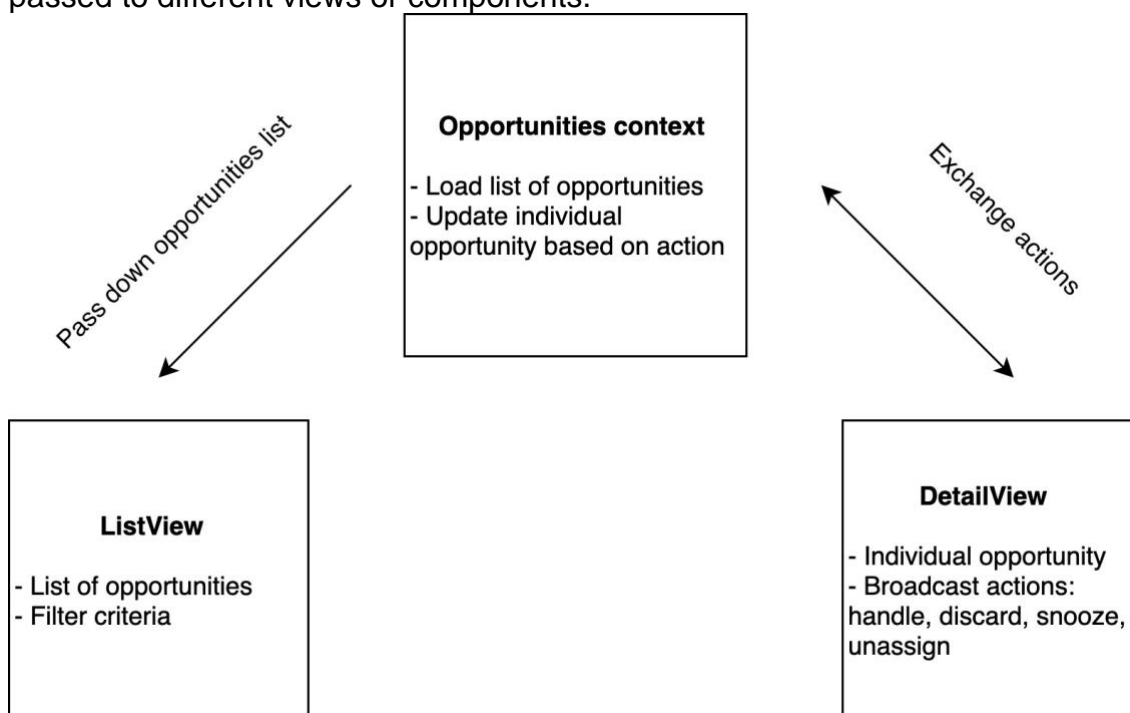 passed to different views or components.
Opportunities context
- Load list of opportunities
- Update individual
opportunity based on action
Pass down opportunities list
Exchange actions
ListView
- List of opportunities
- Filter criteria
DetailView
- Individual opportunity
- Broadcast actions:
handle, discard, snooze,
unassign